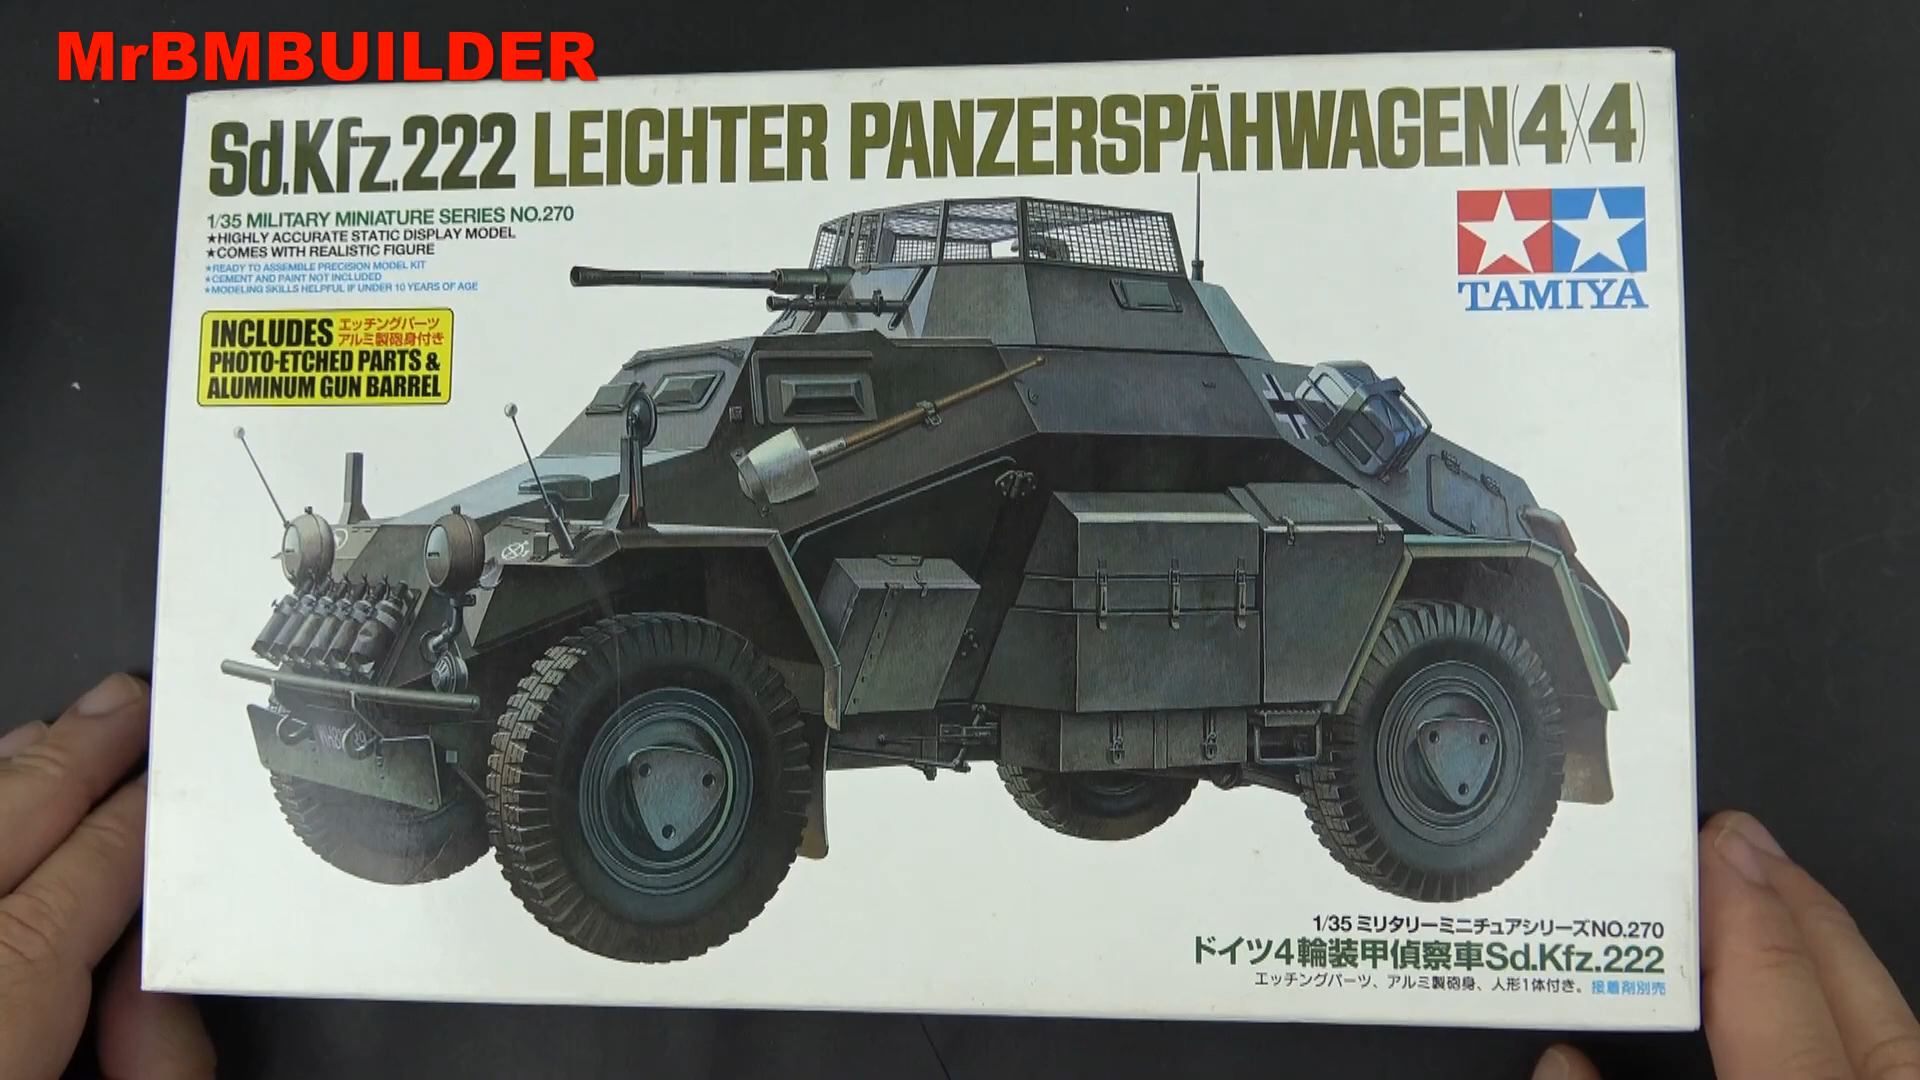 MrBMBUILDER
Sd.Kfz.222 LEICHTER PANZERSPÄHWAGEN(4X4)
1/35 MILITARY MINIATURE SERIES NO.270
★HIGHLY ACCURATE STATIC DISPLAY MODEL
★COMES WITH REALISTIC FIGURE
★READY TO ASSEMBLE PRECISION MODEL KIT
★CEMENT AND PAINT NOT INCLUDED
★MODELING SKILLS HELPFUL IF UNDER 10 YEARS OF AGE
TAMIYA
INCLUDES エッチングパーツ
アルミ製砲身付き
PHOTO-ETCHED PARTS &
ALUMINUM GUN BARREL
1/35 ミリタリーミニチュアシリーズNO.270
ドイツ4輪装甲偵察車Sd.Kfz.222
エッチングパーツ、アルミ製砲身、人形1体付き。接着剤別売